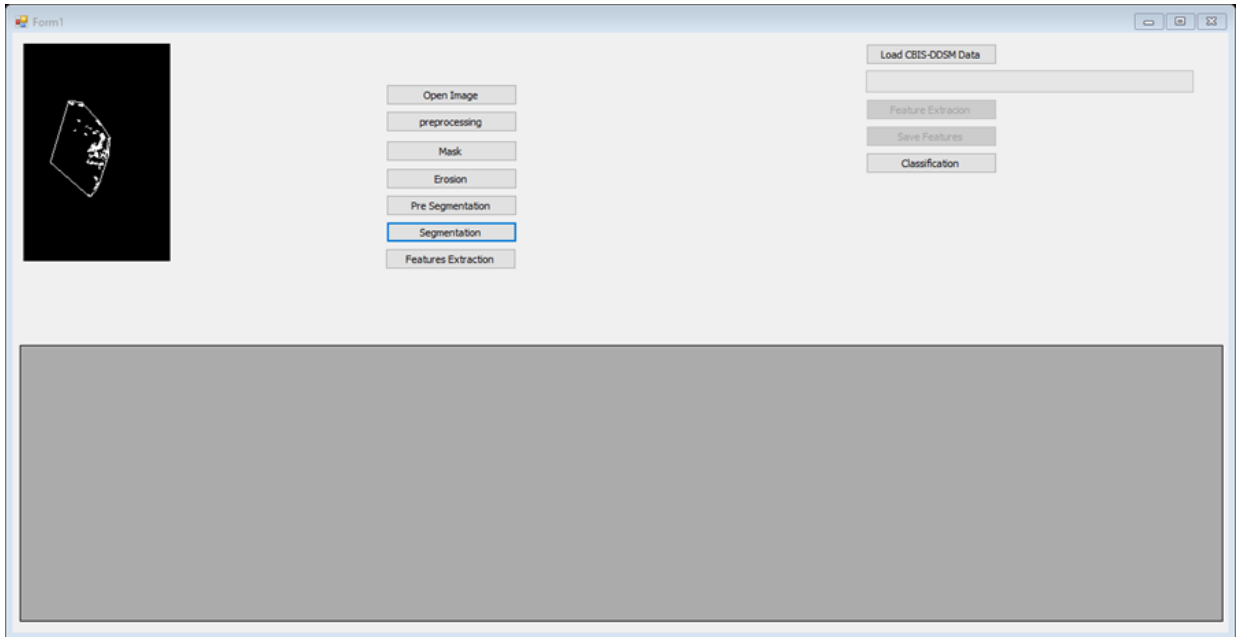 Form1
Open Image
preprocessing
Mask
Erosion
Pre Segmentation
Segmentation
Features Extraction
Load CBIS-DDSM Data
Feature Extracion
Save Features
Classification